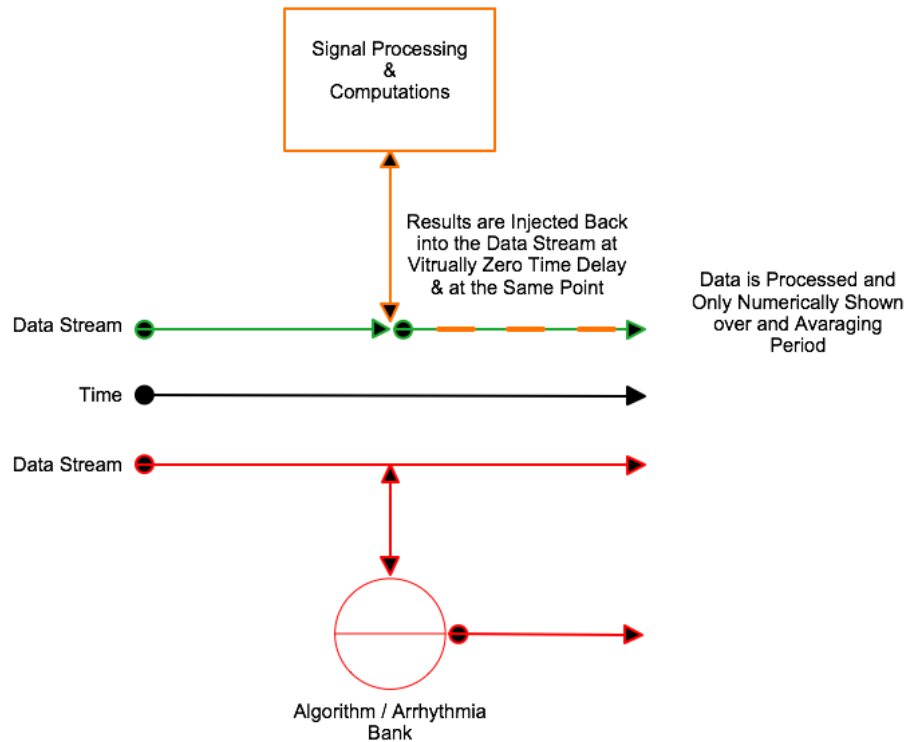 Signal Processing
&
Computations
Results are Injected Back
into the Data Stream at
Vitrually Zero Time Delay
& at the Same Point
Data is Processed and
Only Numerically Shown
over and Avaraging
Period
Data Stream
Time
Data Stream
Algorithm / Arrhythmia
Bank